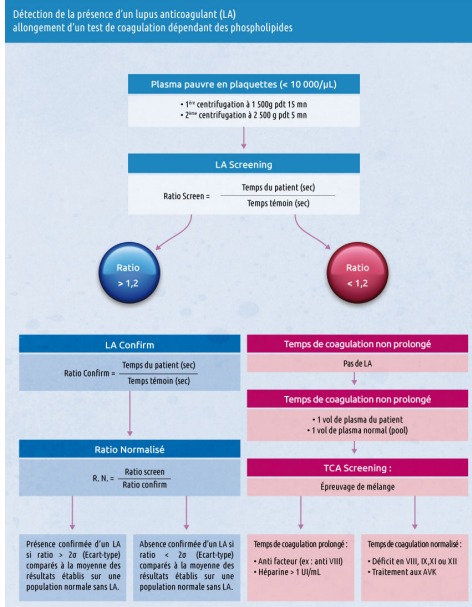 Détection de la présence d'un lupus anticoagulant (LA)
allongement d'un test de coagulation dépendant des phospholipides
Plasma pauvre en plaquettes (< 10 000/µL)
• 1ère centrifugation à 1 500g pdt 15 mn
• 2ème centrifugation à 2 500 g pdt 5 mn
LA Screening
Ratio Screen =
Temps du patient (sec)
Temps témoin (sec)
Ratio
> 1,2
Ratio
< 1,2
LA Confirm
Ratio Confirm =
Temps du patient (sec)
Temps témoin (sec)
Ratio Normalisé
R. N. =
Ratio screen
Ratio confirm
Présence confirmée d'un LA
si ratio > 2σ (Ecart-type)
comparés à la moyenne des
résultats établis sur une
population normale sans LA.
Absence confirmée d'un LA si
ratio < 2σ (Ecart-type)
comparés à la moyenne des
résultats établis sur une
population normale sans LA.
Temps de coagulation non prolongé
Pas de LA
Temps de coagulation non prolongé
• 1 vol de plasma du patient
• 1 vol de plasma normal (pool)
TCA Screening :
Épreuvage de mélange
Temps de coagulation prolongé :
• Anti facteur (ex : anti VIII)
• Héparine > 1 UI/mL
Temps de coagulation normalisé :
• Déficit en VIII, IX,XI ou XII
• Traitement aux AVK